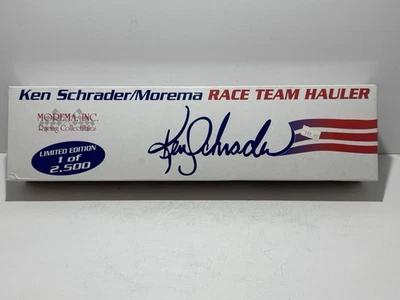 Ken Schrader/Morema RACE TEAM HAULER
MOREMA, INC.
Racing Collectibles
LIMITED EDITION
1 of
2,500
Ken Schrader